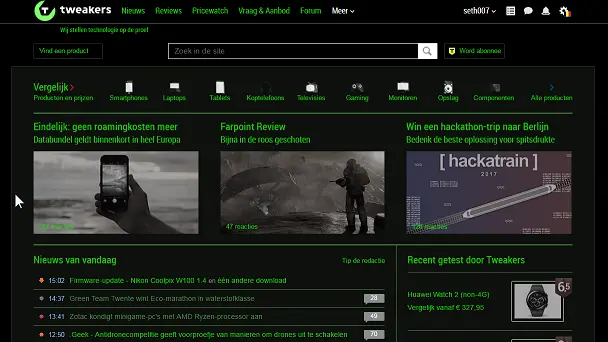 tweakers
Nieuws Reviews Pricewatch Vraag & Aanbod Forum Meer seth007
Wij stellen technologie op de proef
Vind een product Zoek in de site Word abonnee
Vergelijk
Producten en prijzen Smartphones Laptops Tablets Koptelefoons Televisies Gaming Monitoren Opslag Componenten Alle producten
Eindelijk: geen roamingkosten meer
Databundel geldt binnenkort in heel Europa
reacties
Farpoint Review
Bijna in de roos geschoten
47 reacties
Win een hackathon-trip naar Berlijn
Bedenk de beste oplossing voor spitsdrukte
[ hackatrain ]
2017
reacties
Nieuws van vandaag Tip de redactie
15:02 Firmware-update - Nikon Coolpix W100 1.4 en één andere download
14:37 Green Team Twente wint Eco-marathon in waterstofklasse 28
13:41 Zotac kondigt minigame-pc's met AMD Ryzen-processor aan 49
12:50 .Geek - Antidronecompetitie geeft voorproefje van manieren om drones uit te schakelen 70
Recent getest door Tweakers
Huawei Watch 2 (non-4G)
Vergelijk vanaf € 327,95
6,5